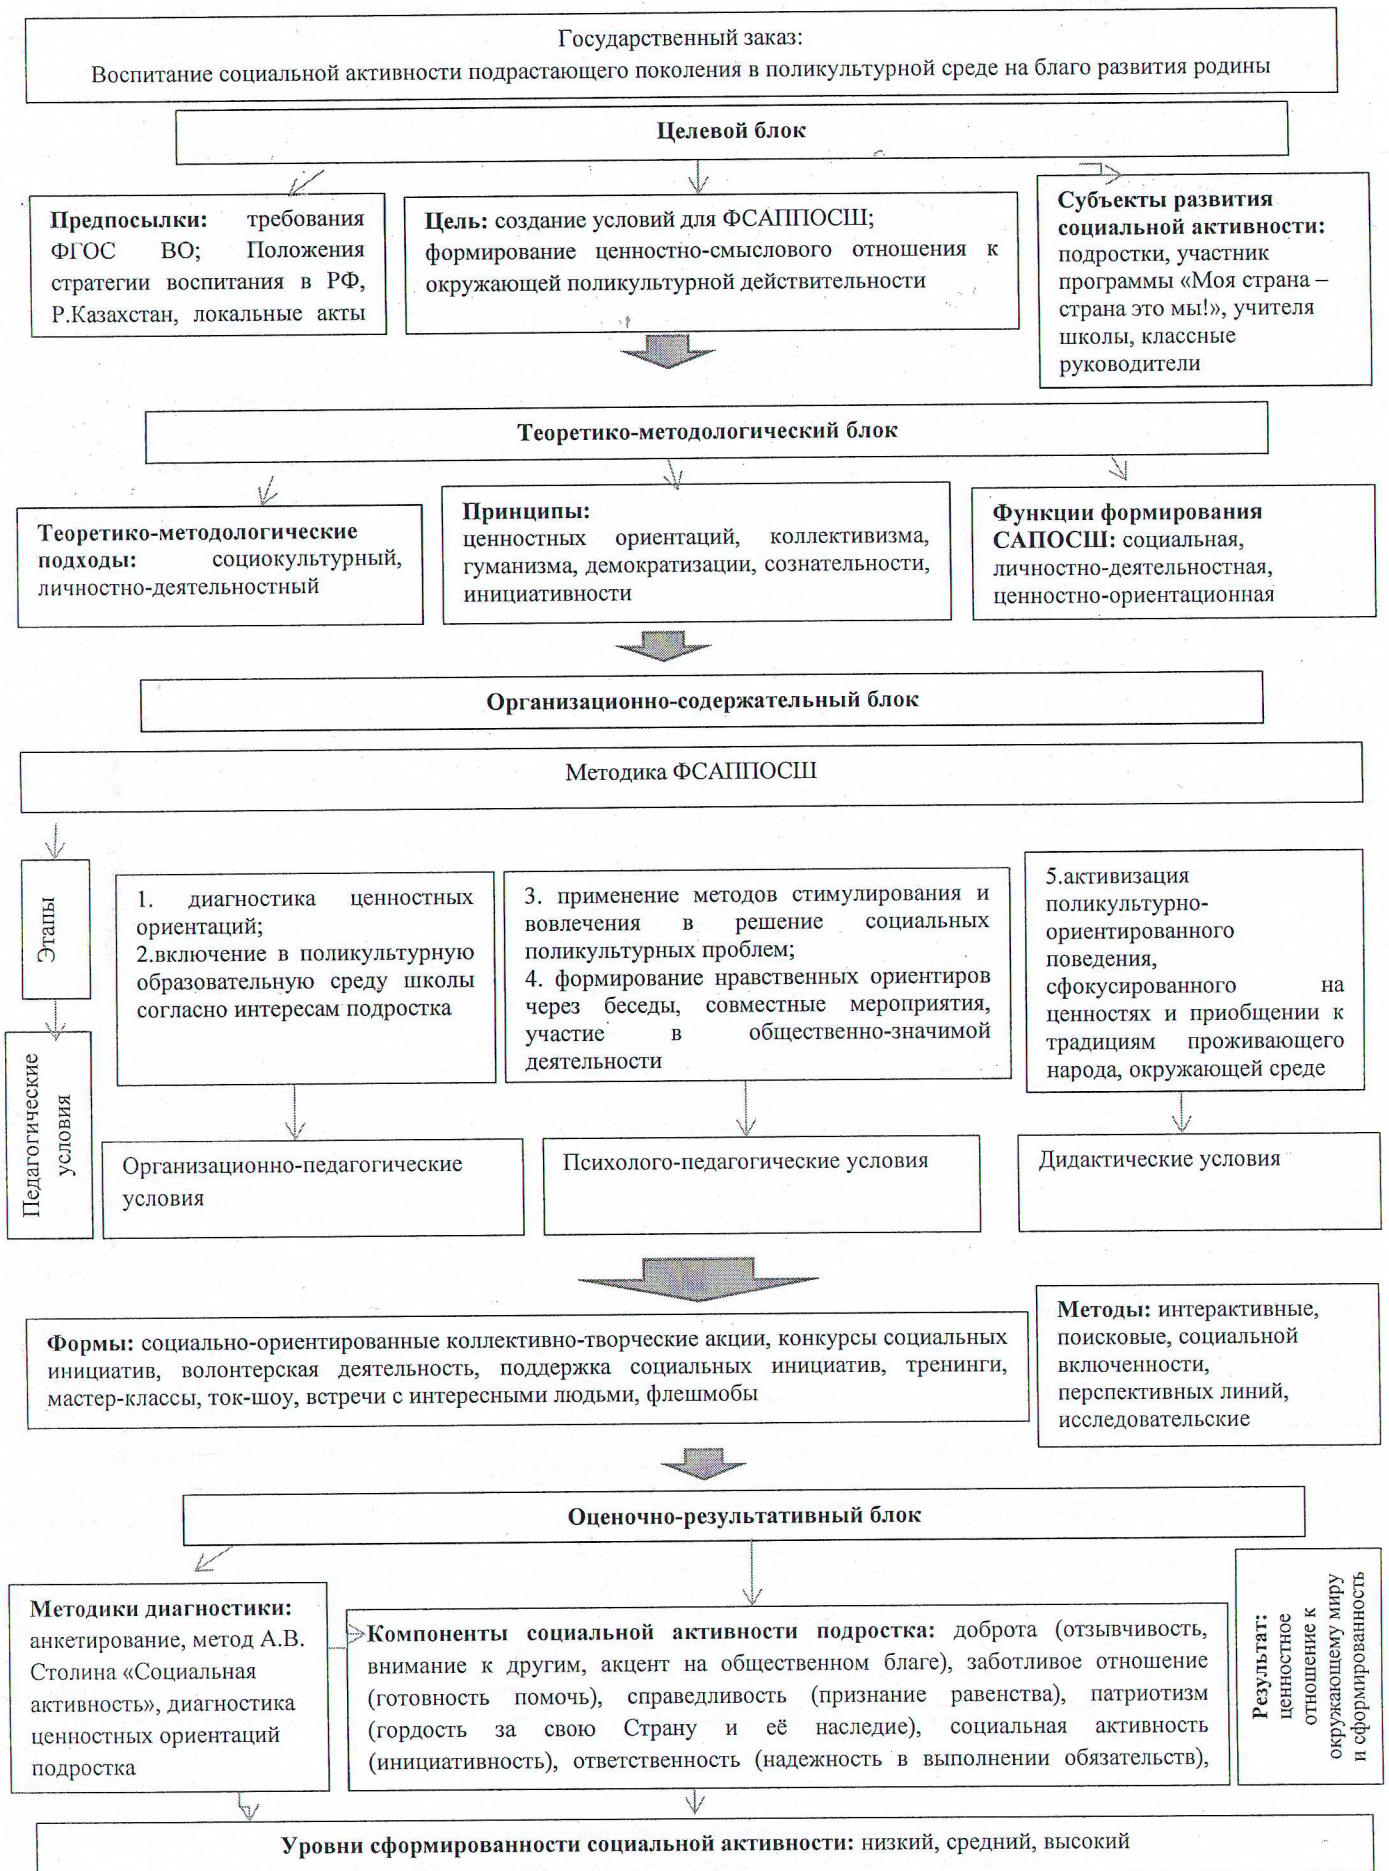 Государственный заказ:
Воспитание социальной активности подрастающего поколения в поликультурной среде на благо развития родины
Целевой блок
Предпосылки: требования
ФГОС ВО; Положения
стратегии воспитания в РФ,
Р.Казахстан, локальные акты
Цель: создание условий для ФСАППОСШ;
формирование ценностно-смыслового отношения к
окружающей поликультурной действительности
Субъекты развития
социальной активности:
подростки, участник
программы «Моя страна –
страна это мы!», учителя
школы, классные
руководители
Теоретико-методологический блок
Теоретико-методологические
подходы: социокультурный,
личностно-деятельностный
Принципы:
ценностных ориентаций, коллективизма,
гуманизма, демократизации, сознательности,
инициативности
Функции формирования
САПОСШ: социальная,
личностно-деятельностная,
ценностно-ориентационная
Организационно-содержательный блок
Методика ФСАППОСШ
Этапы
1. диагностика ценностных
ориентаций;
2.включение в поликультурную
образовательную среду школы
согласно интересам подростка
3. применение методов стимулирования и
вовлечения в решение социальных
поликультурных проблем;
4. формирование нравственных ориентиров
через беседы, совместные мероприятия,
участие в общественно-значимой
деятельности
5.активизация
поликультурно-
ориентированного
поведения,
сфокусированного на
ценностях и приобщении к
традициям проживающего
народа, окружающей среде
Педагогические
условия
Организационно-педагогические
условия
Психолого-педагогические условия
Дидактические условия
Формы: социально-ориентированные коллективно-творческие акции, конкурсы социальных
инициатив, волонтерская деятельность, поддержка социальных инициатив, тренинги,
мастер-классы, ток-шоу, встречи с интересными людьми, флешмобы
Методы: интерактивные,
поисковые, социальной
включенности,
перспективных линий,
исследовательские
Оценочно-результативный блок
Методики диагностики:
анкетирование, метод А.В.
Столина «Социальная
активность», диагностика
ценностных ориентаций
подростка
Компоненты социальной активности подростка: доброта (отзывчивость,
внимание к другим, акцент на общественном благе), заботливое отношение
(готовность помочь), справедливость (признание равенства), патриотизм
(гордость за свою Страну и её наследие), социальная активность
(инициативность), ответственность (надежность в выполнении обязательств),
Результат:
ценностное
отношение к
окружающему миру
и сформированность
Уровни сформированности социальной активности: низкий, средний, высокий